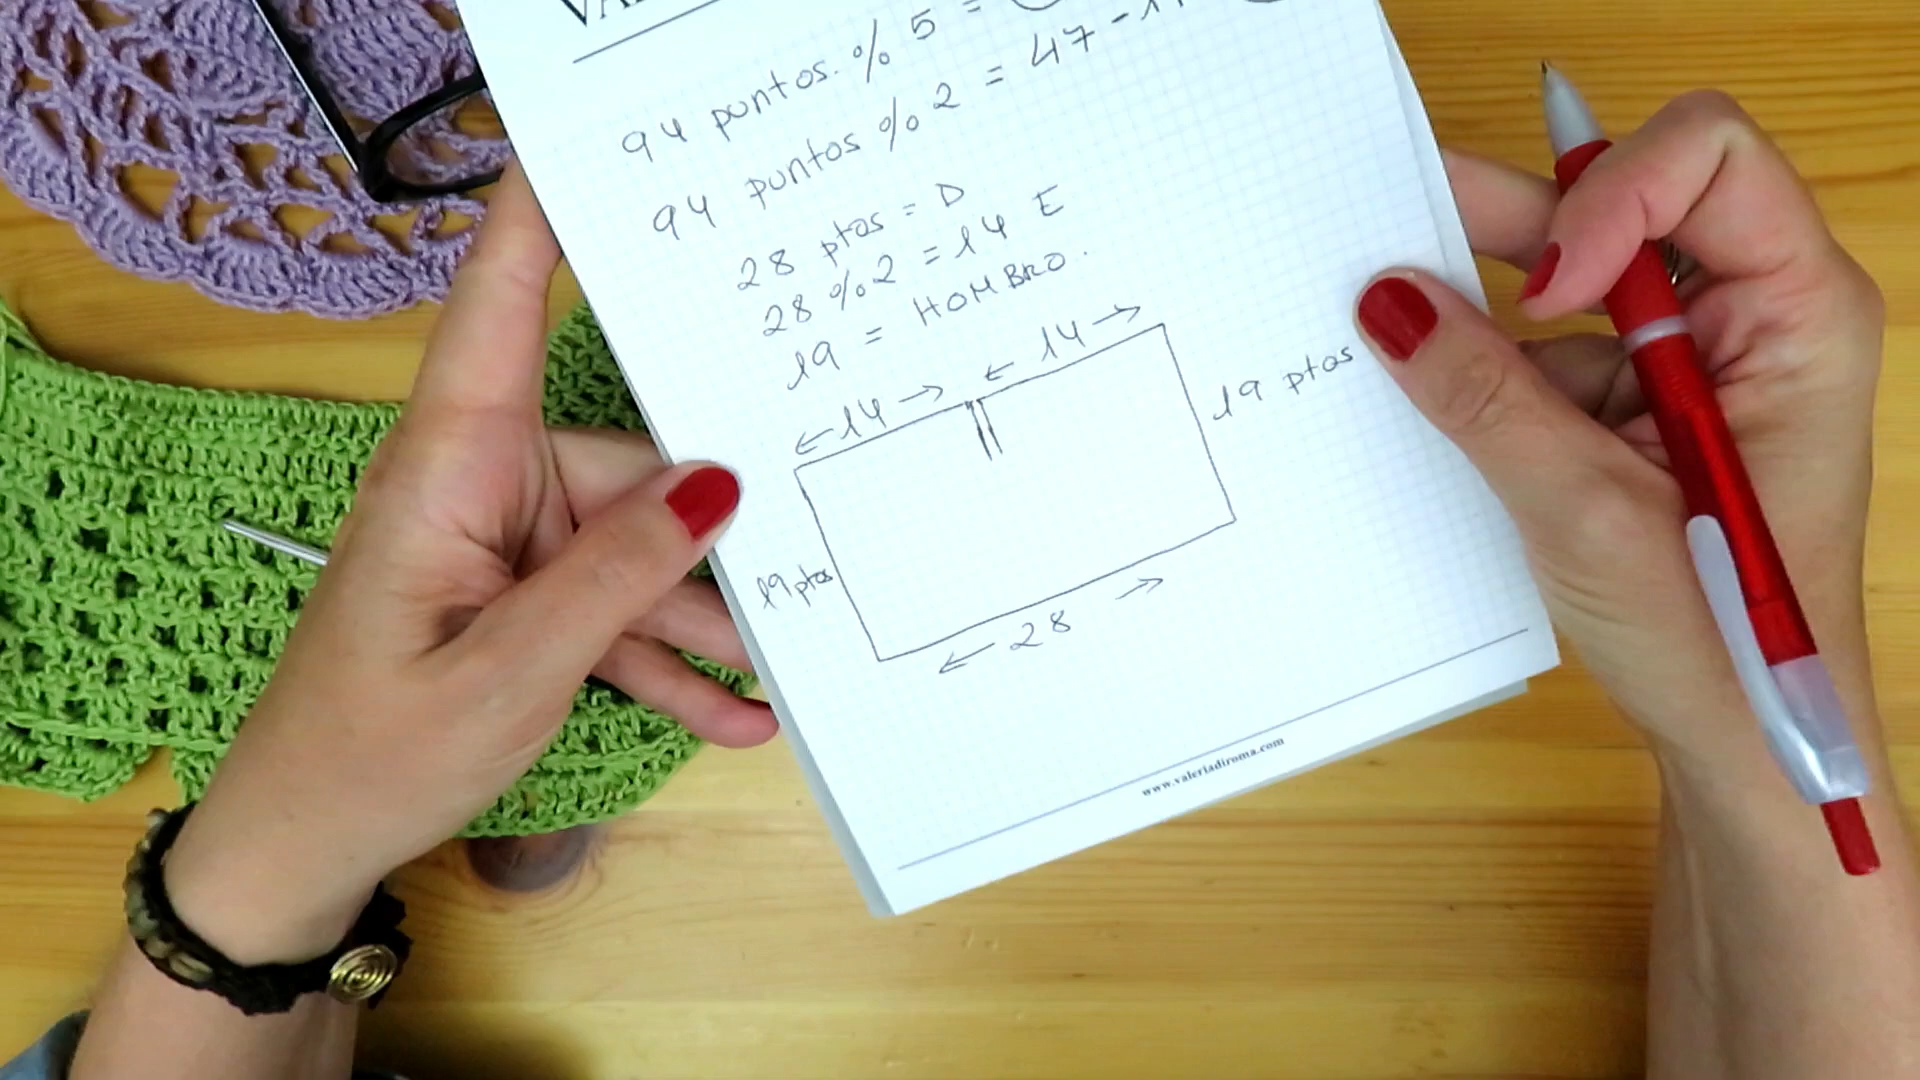 94 puntos. % 5 =
94 puntos % 2 = 47 -
28 ptos = D
28 % 2 = 14 E
19 = HOMBRO.
← 14 →
← 14 →
19 ptos
19 ptos
← 28 →
www.valeriadiroma.com